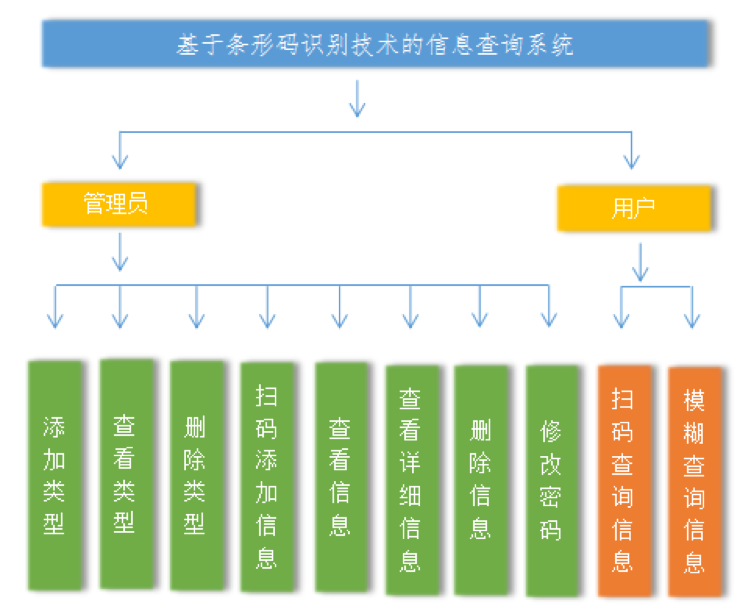 基于条形码识别技术的信息查询系统
管理员
用户
添加类型
查看类型
删除类型
扫码添加信息
查看信息
查看详细信息
删除信息
修改密码
扫码查询信息
模糊查询信息